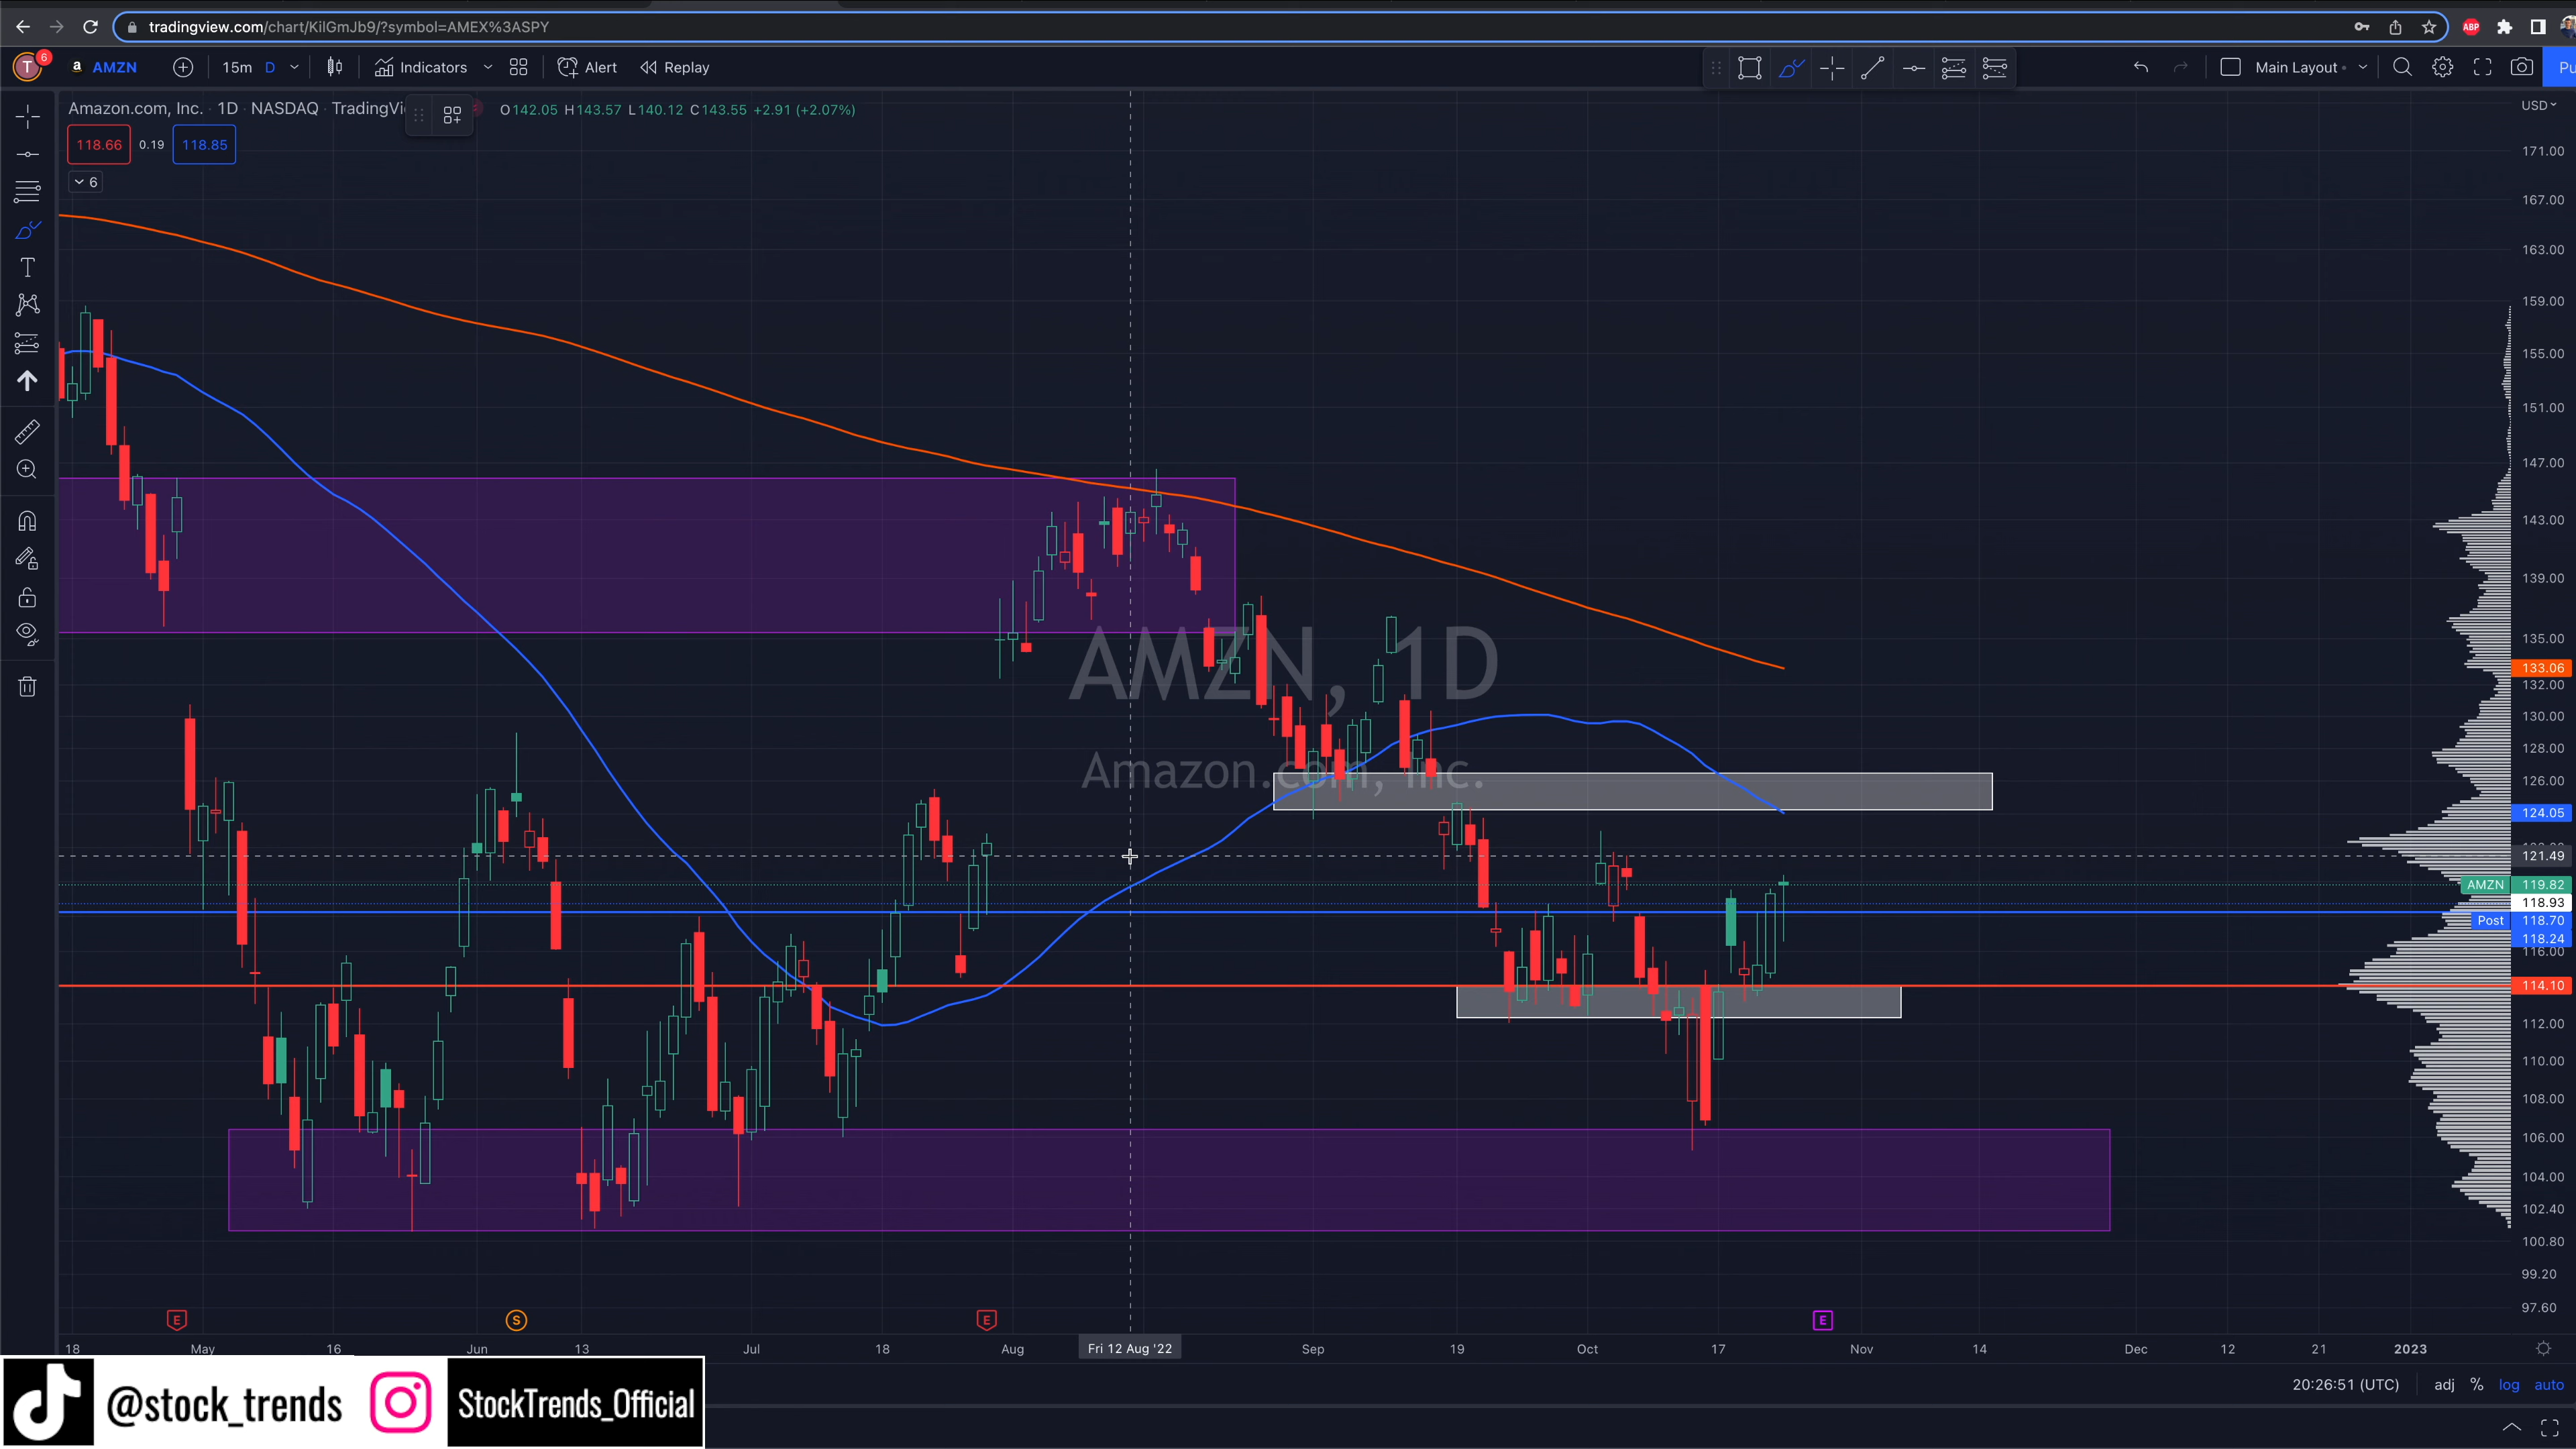 tradingview.com/chart/KilGmJb9/?symbol=AMEX%3ASPY
ABP
T 6 a AMZN 15m D Indicators Alert Replay Main Layout Pu
Amazon.com, Inc. · 1D · NASDAQ · TradingVi O142.05 H143.57 L140.12 C143.55 +2.91 (+2.07%)
USD
118.66 0.19 118.85
6
171.00
167.00
163.00
159.00
155.00
151.00
147.00
143.00
139.00
135.00
133.06
132.00
130.00
128.00
126.00
124.05
121.49
AMZN 119.82
118.93
Post 118.70
118.24
116.00
114.10
112.00
110.00
108.00
106.00
104.00
102.40
100.80
99.20
97.60
AMZN, 1D
Amazon.com, Inc.
E S E E
18 May 16 Jun 13 Jul 18 Aug Fri 12 Aug '22 Sep 19 Oct 17 Nov 14 Dec 12 21 2023
20:26:51 (UTC) adj % log auto
@stock_trends StockTrends_Official